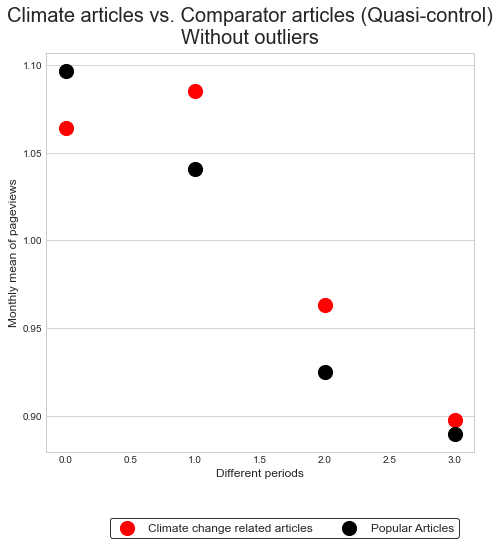 Climate articles vs. Comparator articles (Quasi-control)
Without outliers
Monthly mean of pageviews
1.10
1.05
1.00
0.95
0.90
0.0 0.5 1.0 1.5 2.0 2.5 3.0
Different periods
Climate change related articles Popular Articles